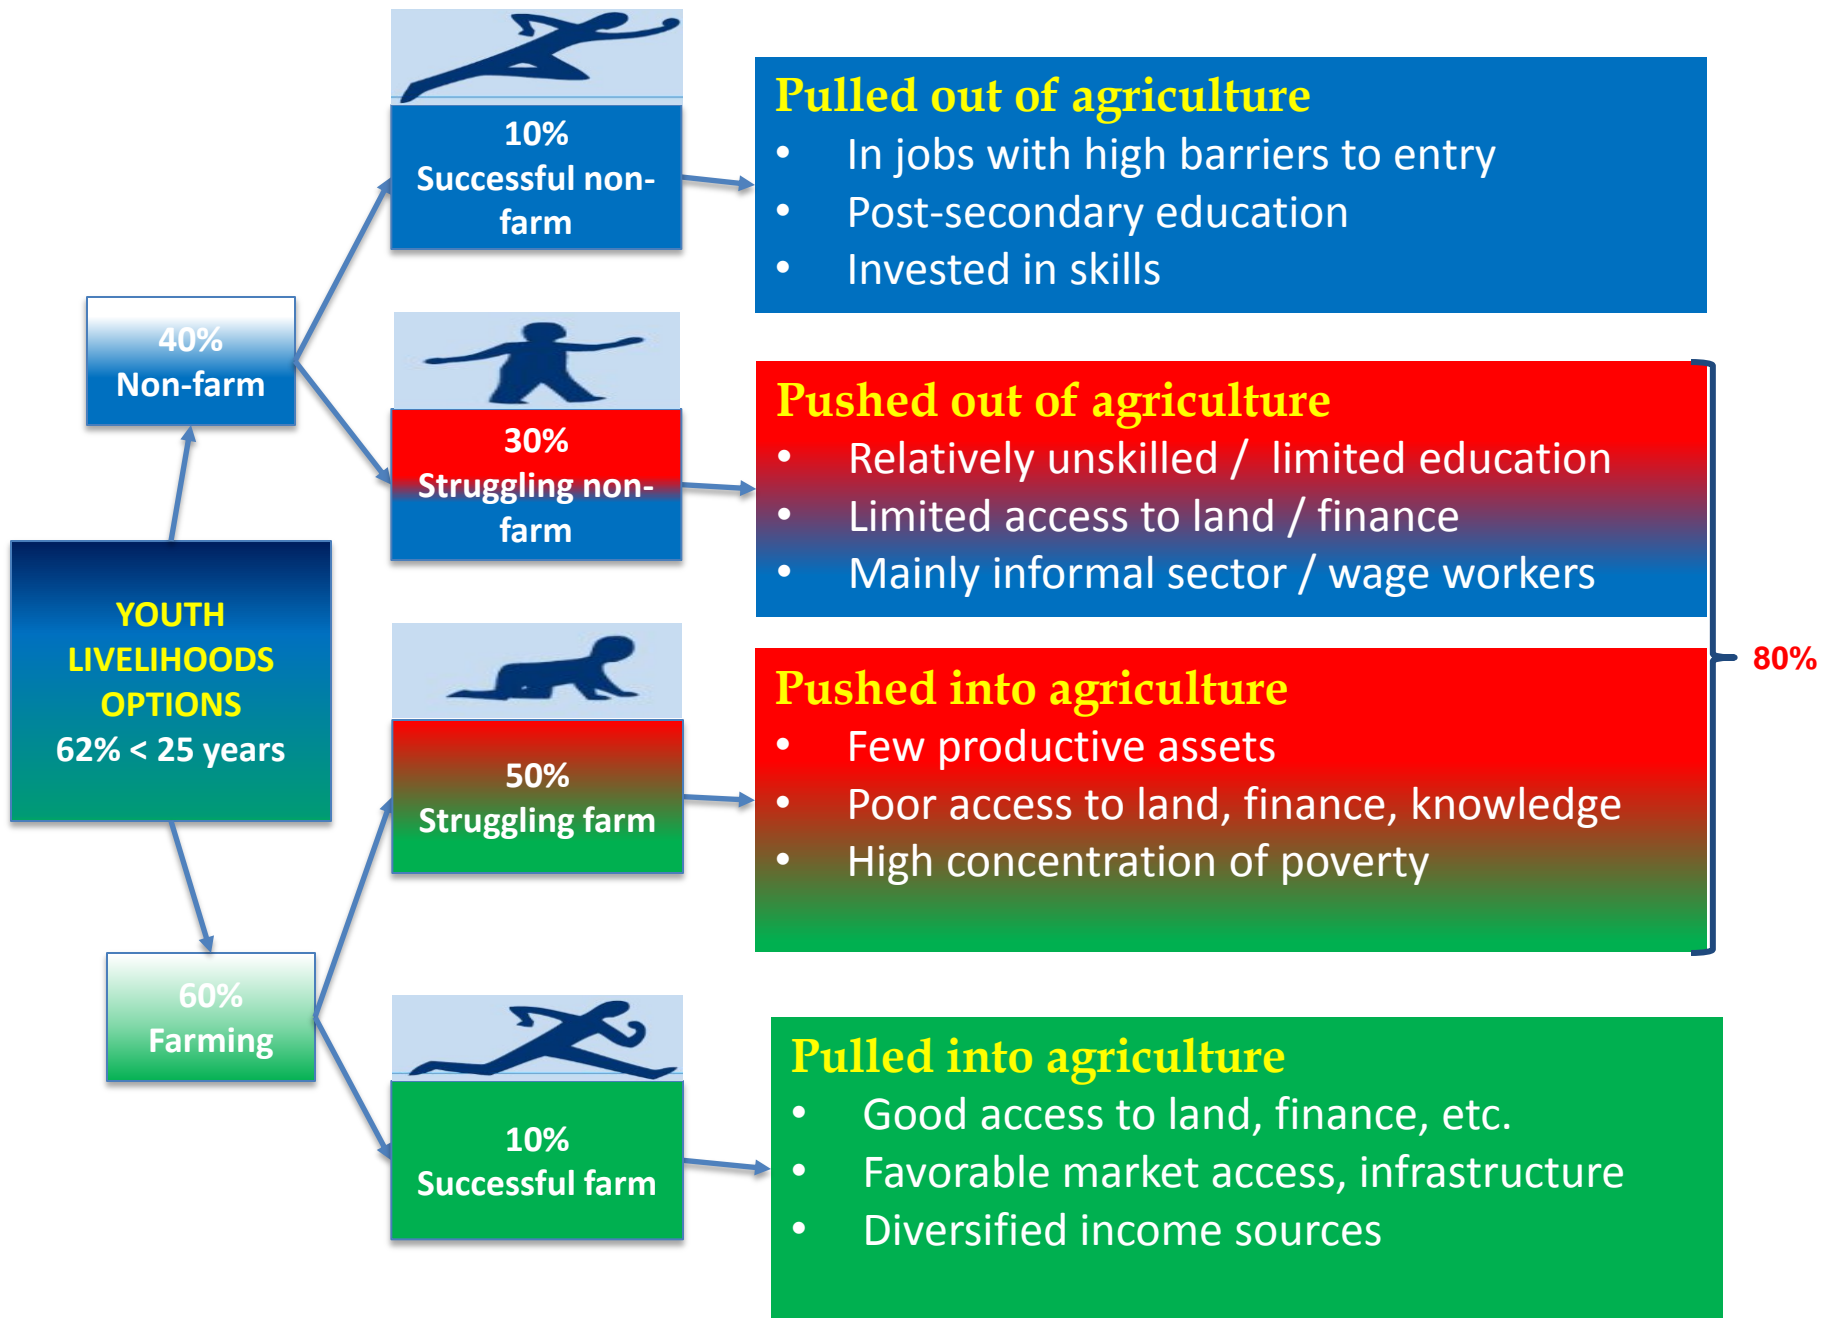 10%
Successful non-
farm
Pulled out of agriculture
• In jobs with high barriers to entry
• Post-secondary education
• Invested in skills
40%
Non-farm
30%
Struggling non-
farm
Pushed out of agriculture
• Relatively unskilled / limited education
• Limited access to land / finance
• Mainly informal sector / wage workers
YOUTH
LIVELIHOODS
OPTIONS
62% < 25 years
80%
50%
Struggling farm
Pushed into agriculture
• Few productive assets
• Poor access to land, finance, knowledge
• High concentration of poverty
60%
Farming
10%
Successful farm
Pulled into agriculture
• Good access to land, finance, etc.
• Favorable market access, infrastructure
• Diversified income sources